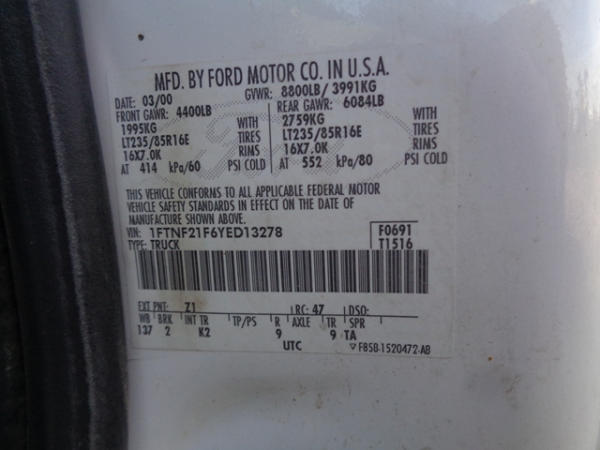 MFD. BY FORD MOTOR CO. IN U.S.A.
DATE: 03/00 GVWR: 8800LB/ 3991KG
FRONT GAWR: 4400LB REAR GAWR: 6084LB
1995KG WITH 2759KG WITH
LT235/85R16E TIRES LT235/85R16E TIRES
16X7.0K RIMS 16X7.0K RIMS
AT 414 kPa/60 PSI COLD AT 552 kPa/80 PSI COLD
THIS VEHICLE CONFORMS TO ALL APPLICABLE FEDERAL MOTOR
VEHICLE SAFETY STANDARDS IN EFFECT ON THE DATE OF
MANUFACTURE SHOWN ABOVE.
VIN: 1FTNF21F6YED13278 F0691
TYPE: TRUCK T1516
EXT PNT: Z1 RC: 47 DSO:
WB BRK INT TR TP/PS R AXLE TR SPR
137 2 K2 9 9 TA
UTC F85B-1520472-AB